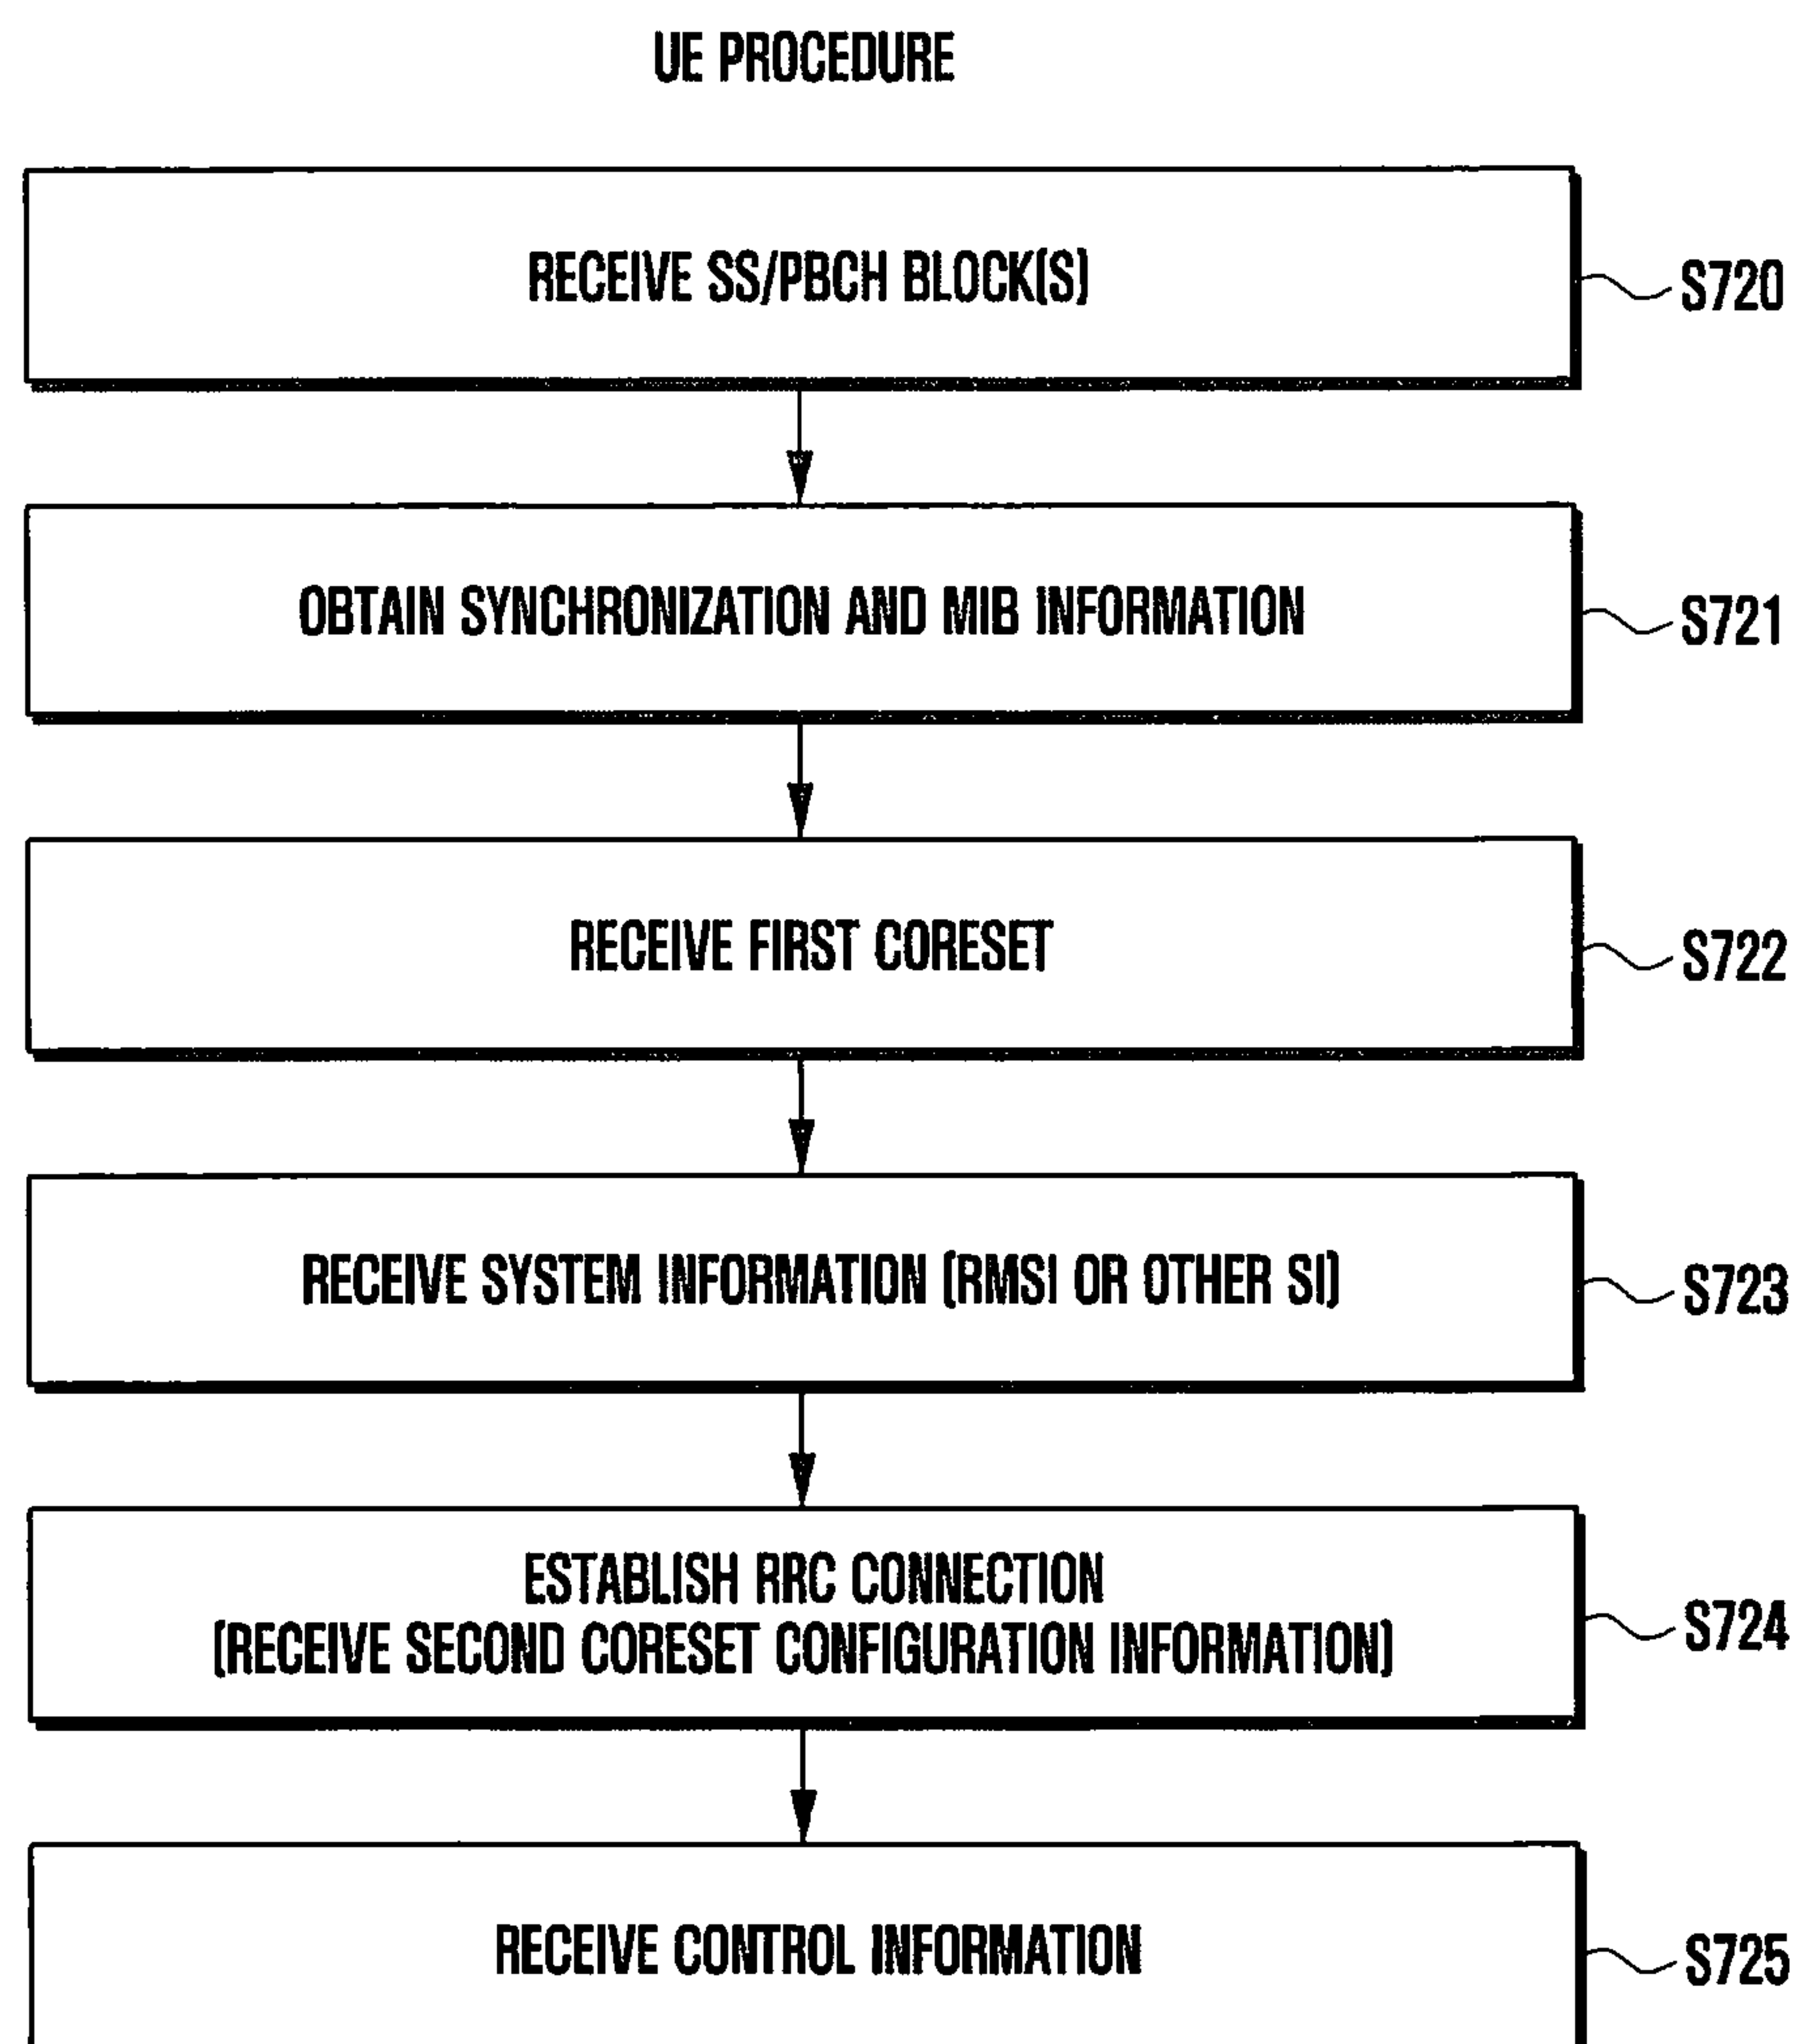 UE PROCEDURE
RECEIVE SS/PBCH BLOCK(S)
S720
OBTAIN SYNCHRONIZATION AND MIB INFORMATION
S721
RECEIVE FIRST CORESET
S722
RECEIVE SYSTEM INFORMATION (RMSI OR OTHER SI)
S723
ESTABLISH RRC CONNECTION
(RECEIVE SECOND CORESET CONFIGURATION INFORMATION)
S724
RECEIVE CONTROL INFORMATION
S725